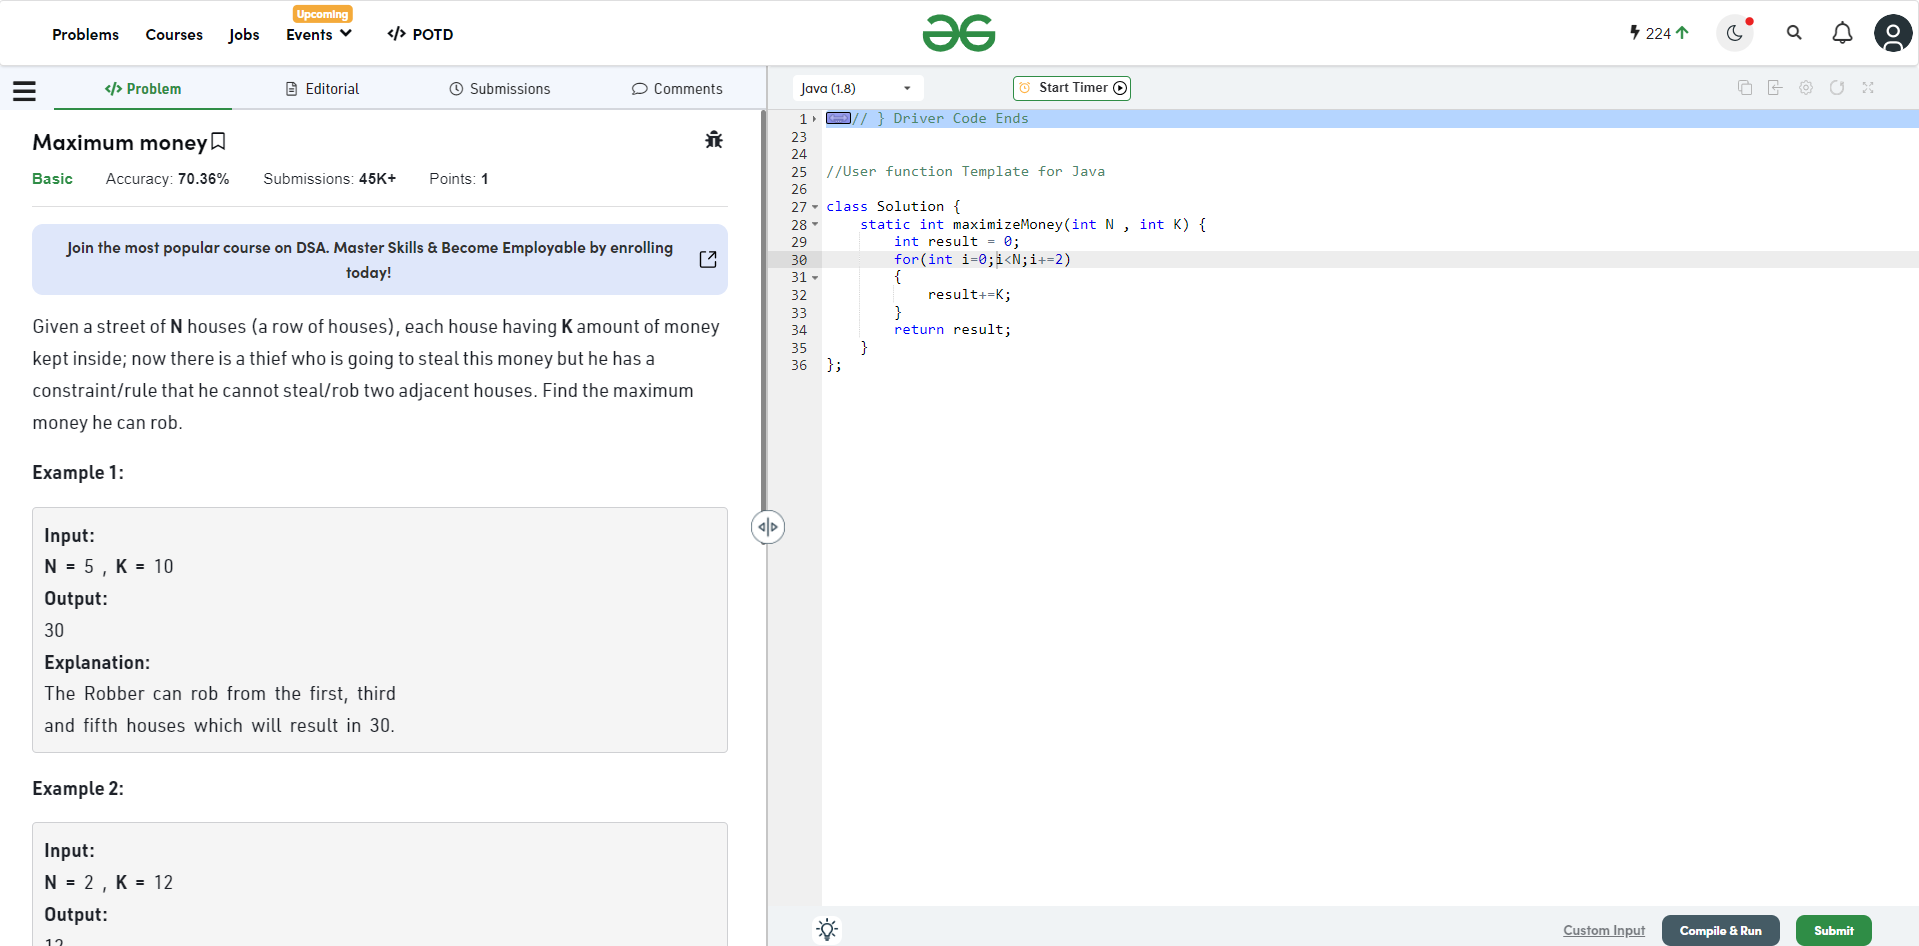 Problems Courses Jobs Upcoming Events </> POTD
224
</> Problem Editorial Submissions Comments
Maximum money
Basic Accuracy: 70.36% Submissions: 45K+ Points: 1
Join the most popular course on DSA. Master Skills & Become Employable by enrolling
today!
Given a street of N houses (a row of houses), each house having K amount of money
kept inside; now there is a thief who is going to steal this money but he has a
constraint/rule that he cannot steal/rob two adjacent houses. Find the maximum
money he can rob.
Example 1:
Input:
N = 5 , K = 10
Output:
30
Explanation:
The Robber can rob from the first, third
and fifth houses which will result in 30.
Example 2:
Input:
N = 2 , K = 12
Output:
12
Java (1.8) Start Timer
1 // } Driver Code Ends
23
24
25 //User function Template for Java
26
27 class Solution {
28 static int maximizeMoney(int N , int K) {
29 int result = 0;
30 for(int i=0;i<N;i+=2)
31 {
32 result+=K;
33 }
34 return result;
35 }
36 };
Custom Input Compile & Run Submit